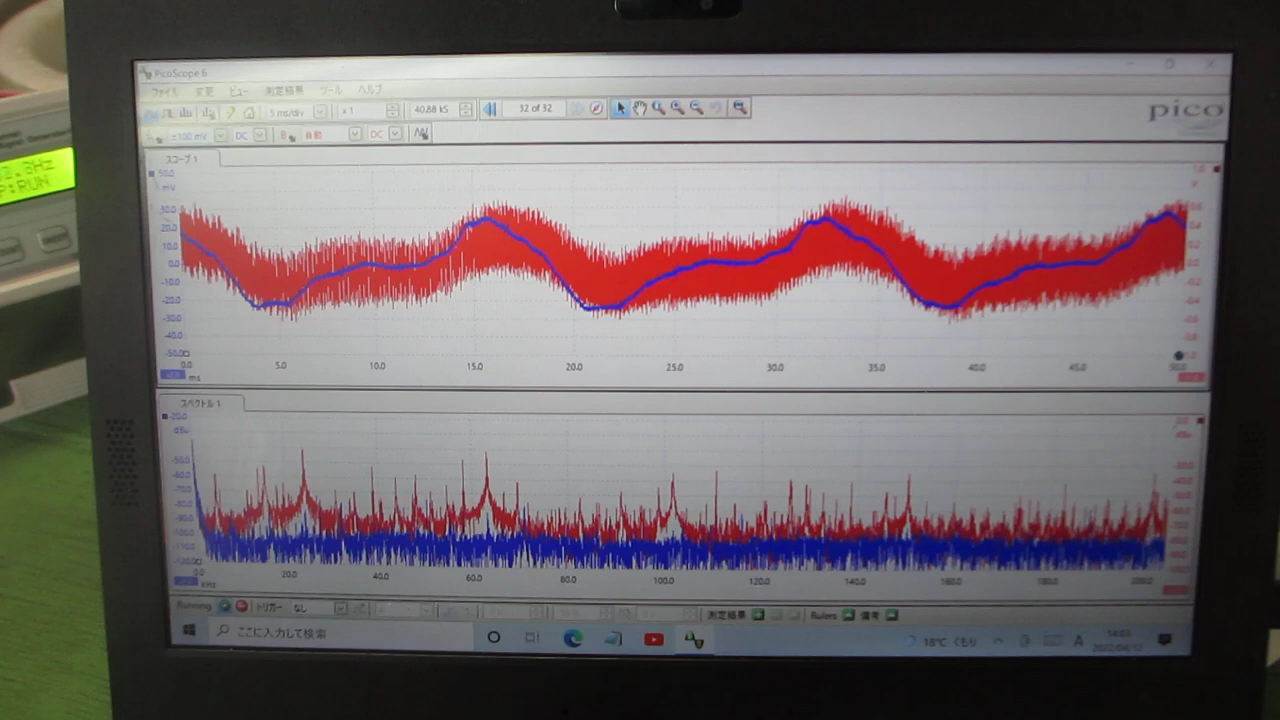 PicoScope 6
ファイル 変更 ビュー 測定結果 ツール ヘルプ
5 ms/div x 1 40.88 kS 32 of 32
pico
±100 mV DC B 自動 DC
スコープ 1
50.0
mV
30.0
20.0
10.0
0.0
-10.0
-20.0
-30.0
-40.0
-50.0
0.0 5.0 10.0 15.0 20.0 25.0 30.0 35.0 40.0 45.0 50.0
ms
スペクトル 1
-20.0
dBu
-50.0
-60.0
-70.0
-80.0
-90.0
-100.0
-110.0
-120.0
0.0 20.0 40.0 60.0 80.0 100.0 120.0 140.0 160.0 180.0 200.0
kHz
Running トリガー なし 測定結果 Rulers 備考
ここに入力して検索
18℃ くもり A 14:03
Hz
P:RUN